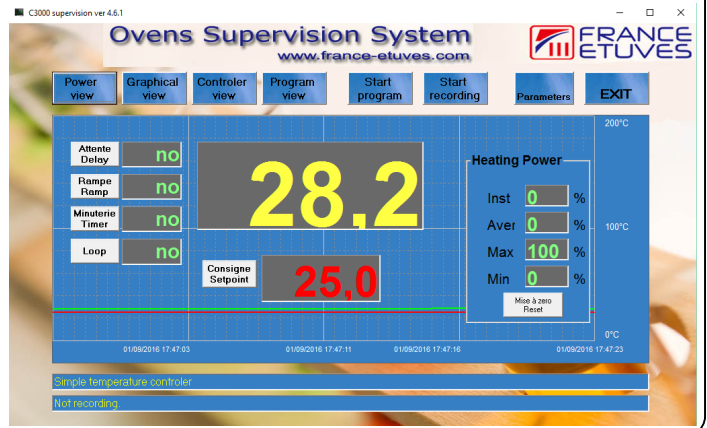 C3000 supervision ver 4.6.1
Ovens Supervision System
www.france-etuves.com
FRANCE
ETUVES
Power
view
Graphical
view
Controler
view
Program
view
Start
program
Start
recording
Parameters
EXIT
200°C
Attente
Delay
no
Rampe
Ramp
no
Minuterie
Timer
no
Loop
no
28,2
Consigne
Setpoint
25,0
Heating Power
Inst 0 %
Aver 0 %
Max 100 %
Min 0 %
Mise à zero
Reset
100°C
0°C
01/09/2016 17:47:03
01/09/2016 17:47:11
01/09/2016 17:47:16
01/09/2016 17:47:23
Simple temperature controler
Not recording.